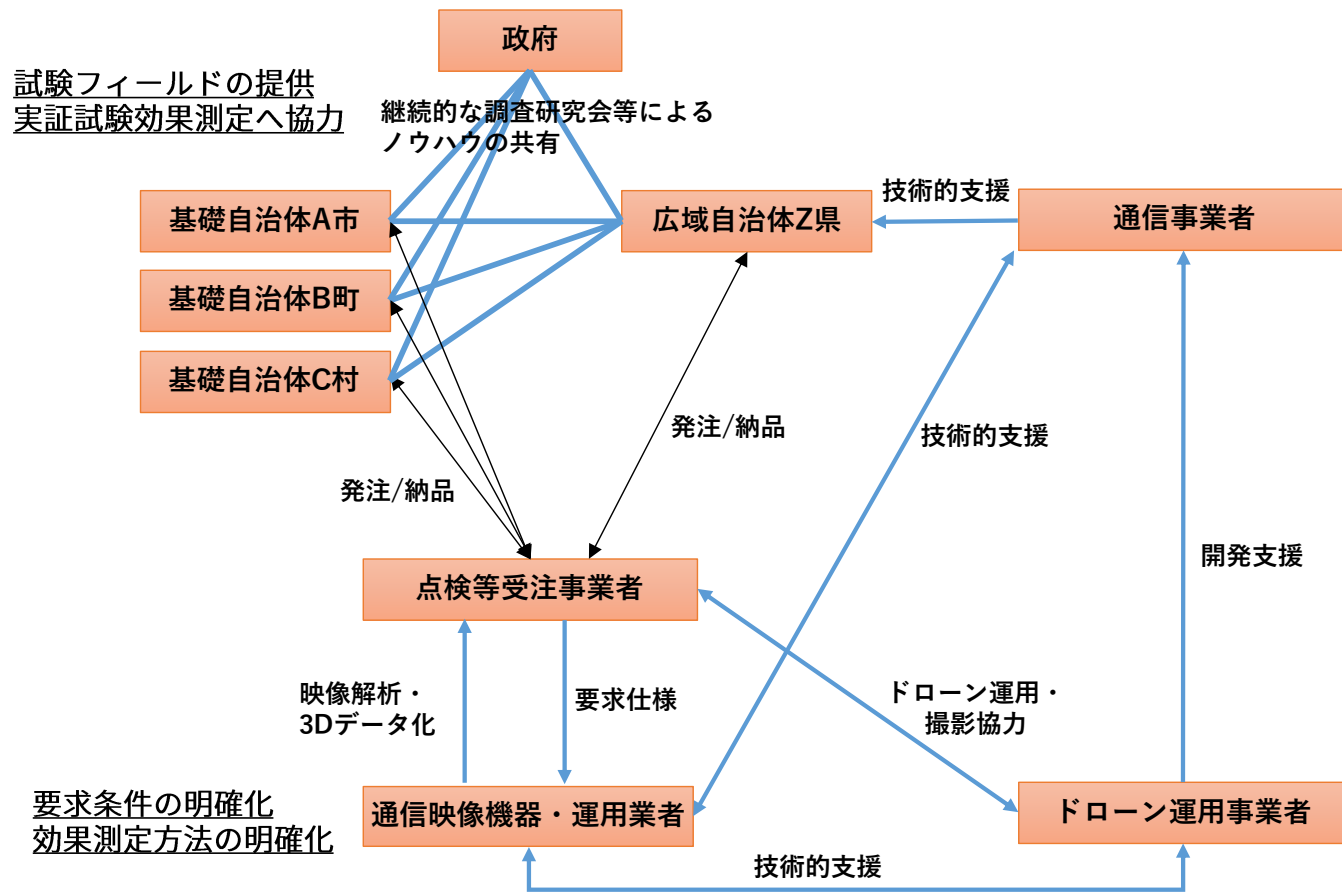 政府
試験フィールドの提供
実証試験効果測定へ協力
継続的な調査研究会等による
ノウハウの共有
技術的支援
基礎自治体A市
広域自治体Z県
通信事業者
基礎自治体B町
基礎自治体C村
発注/納品
技術的支援
発注/納品
開発支援
点検等受注事業者
映像解析・
3Dデータ化
要求仕様
ドローン運用・
撮影協力
要求条件の明確化
効果測定方法の明確化
通信映像機器・運用業者
ドローン運用事業者
技術的支援